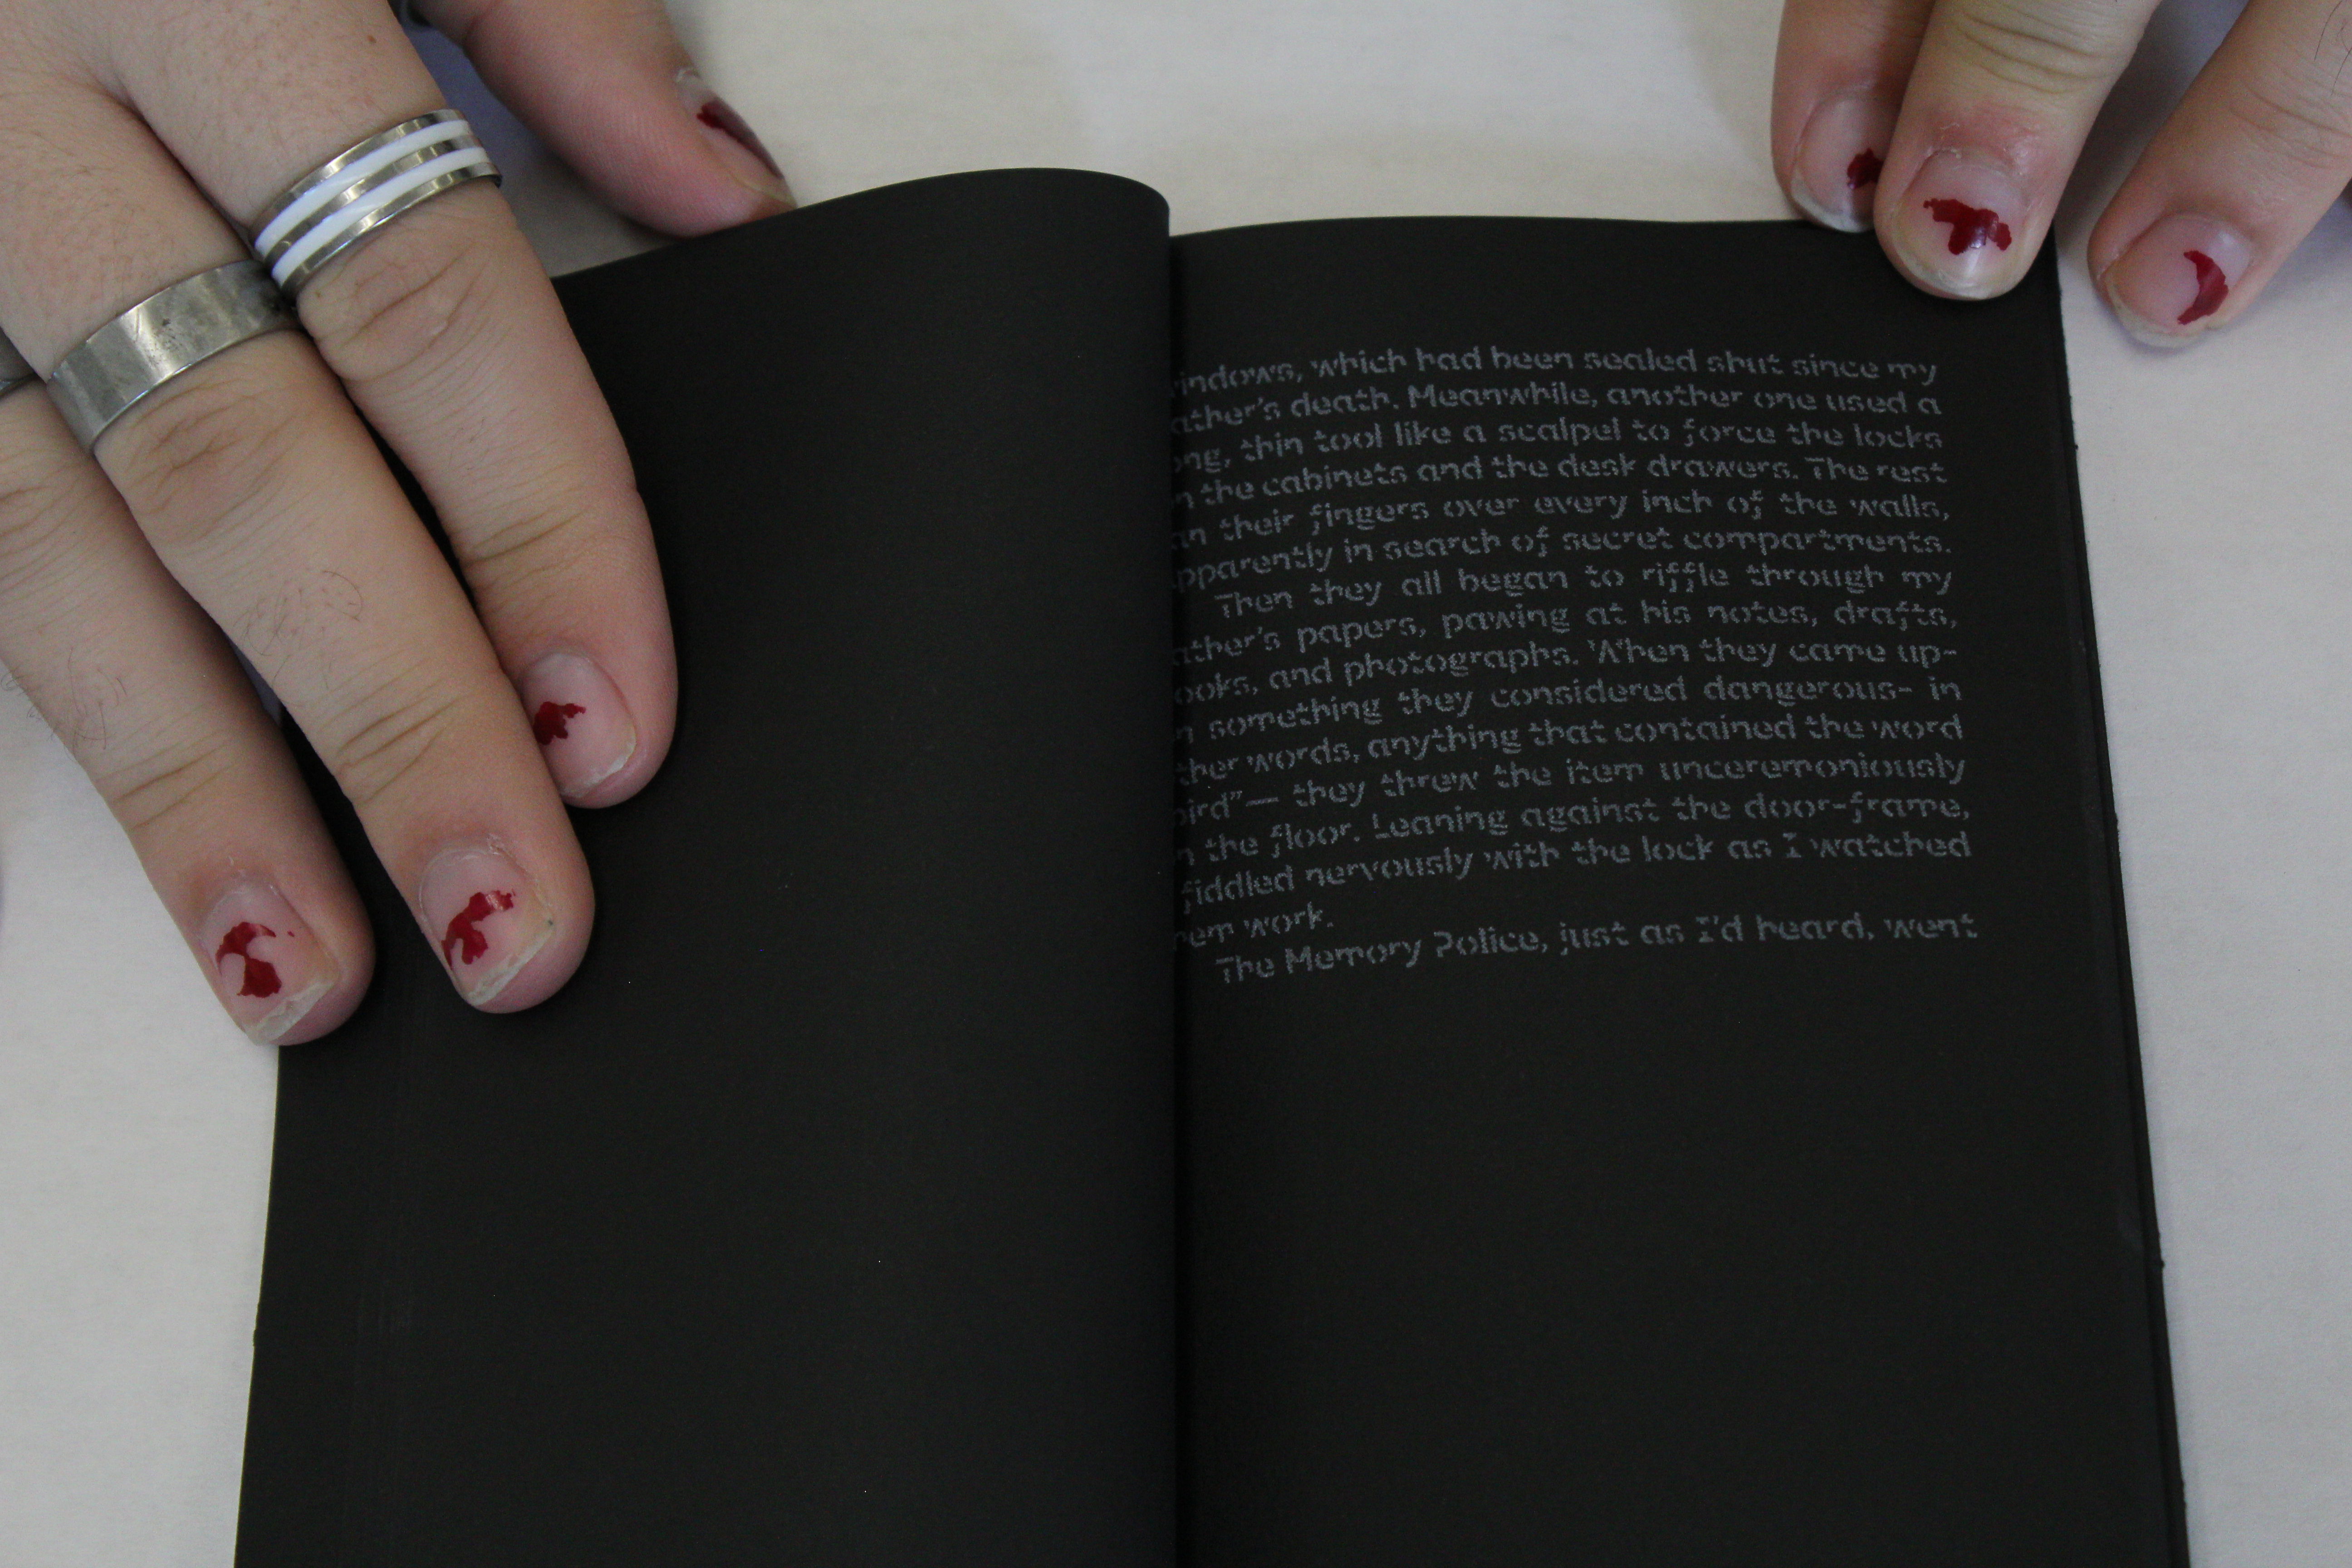 indows, which had been sealed shut since my
ather's death. Meanwhile, another one used a
ong, thin tool like a scalpel to force the locks
n the cabinets and the desk drawers. The rest
an their fingers over every inch of the walls,
pparently in search of secret compartments.
Then they all began to riffle through my
ather's papers, pawing at his notes, drafts,
ooks, and photographs. When they came up-
n something they considered dangerous- in
ther words, anything that contained the word
bird"— they threw the item unceremoniously
n the floor. Leaning against the door-frame,
fiddled nervously with the lock as I watched
hem work.
The Memory Police, just as I'd heard, went